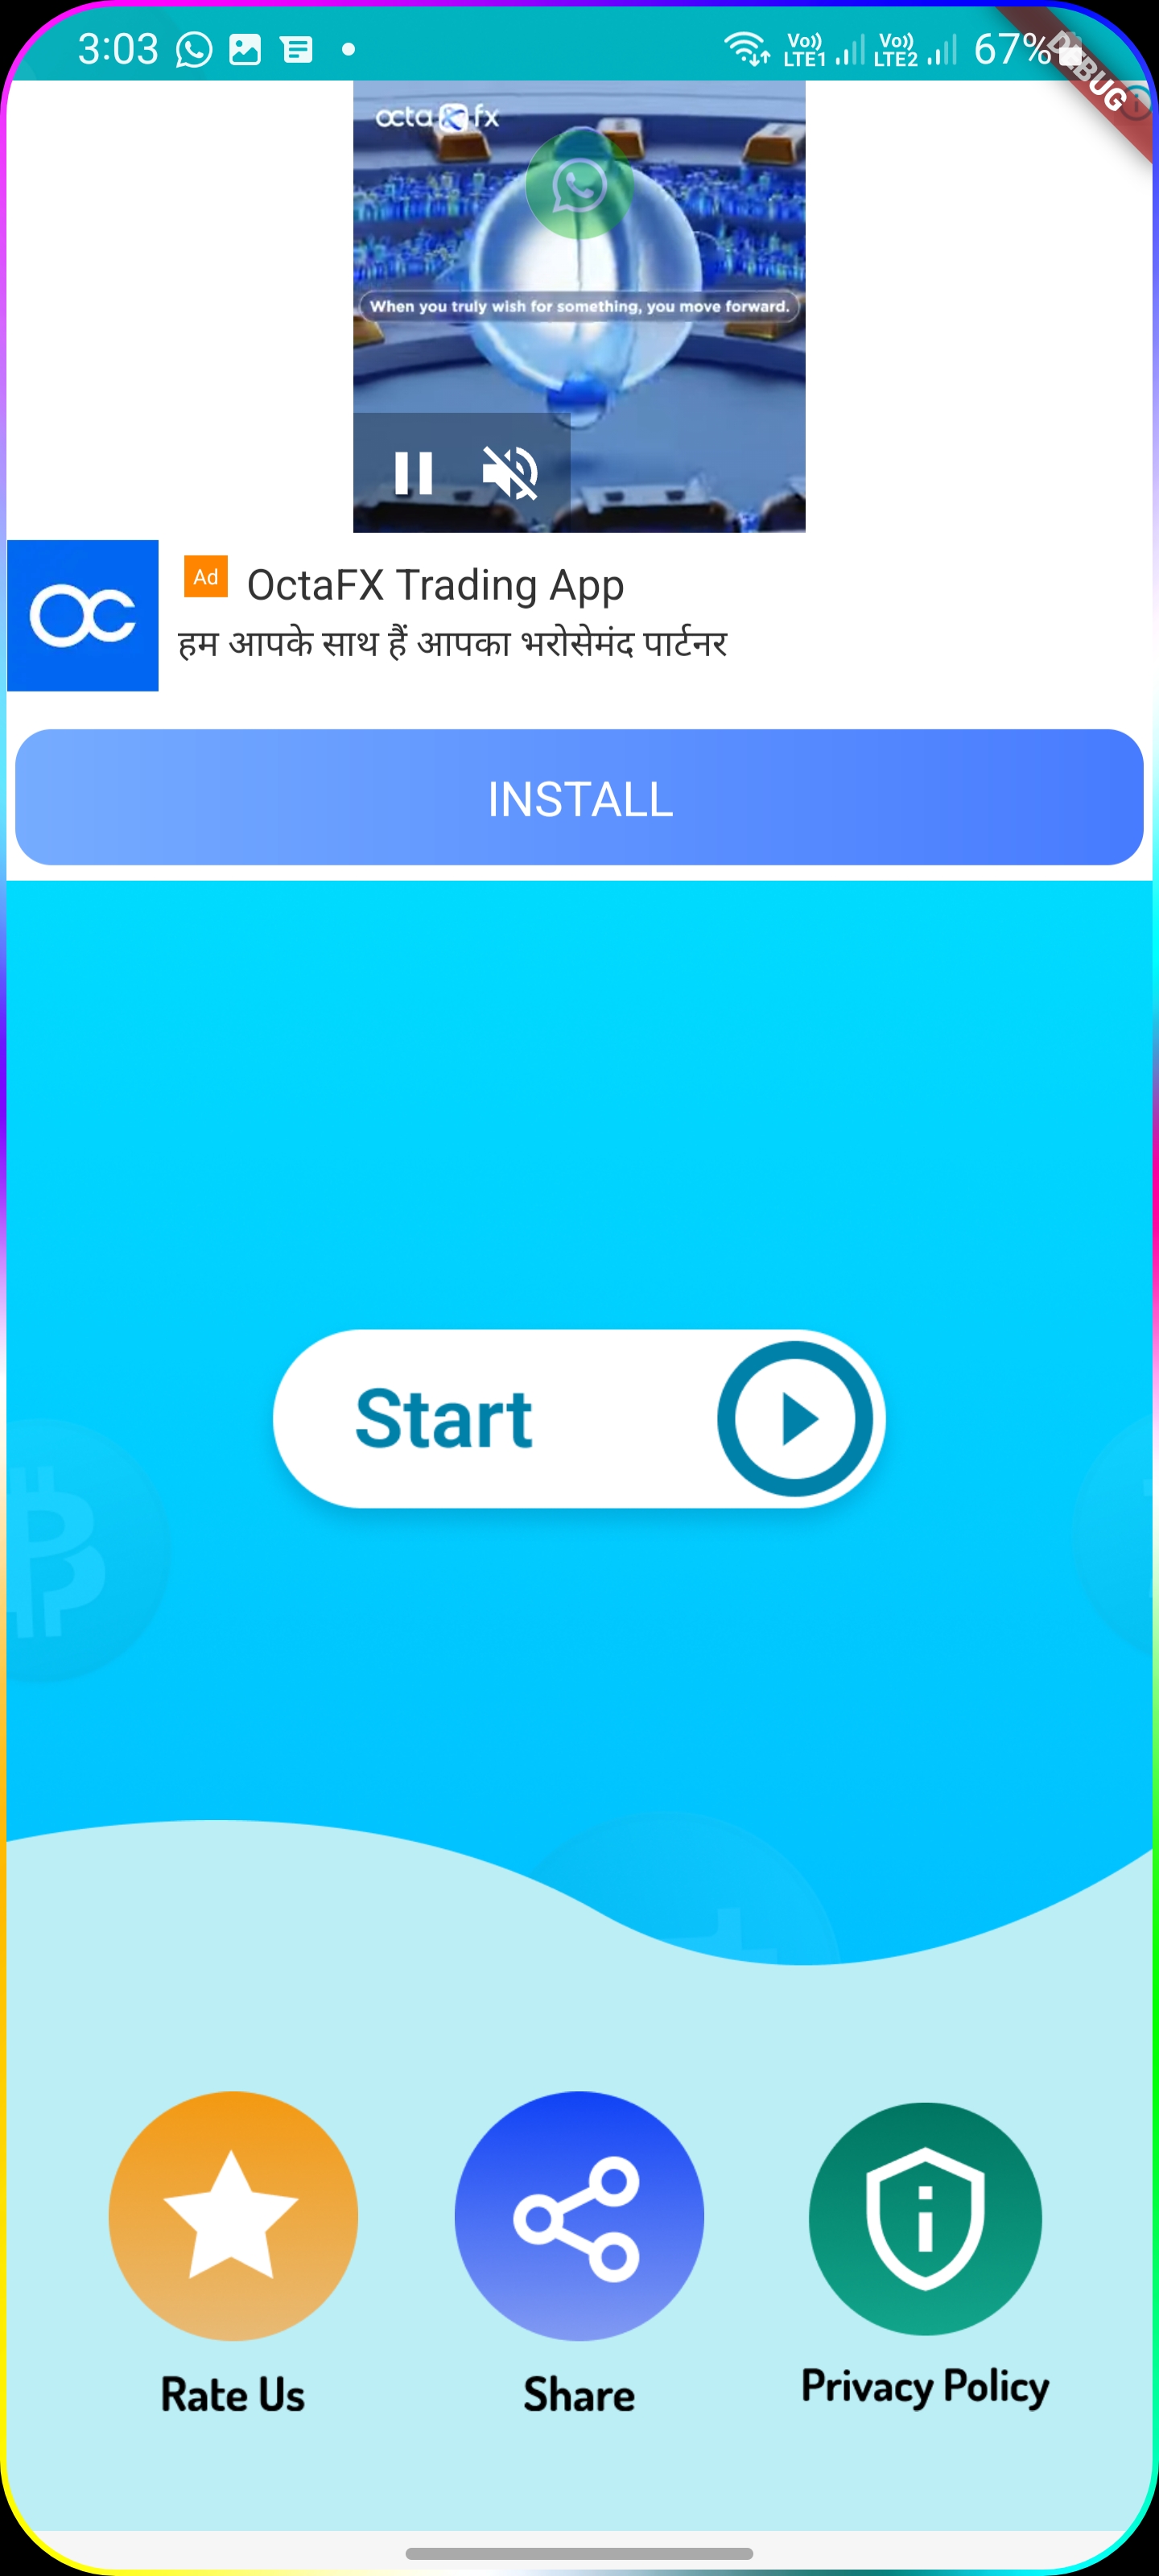 3:03 Vo)) LTE1 Vo)) LTE2 67%
DEBUG
octa fx
When you truly wish for something, you move forward.
Ad OctaFX Trading App
हम आपके साथ हैं आपका भरोसेमंद पार्टनर
INSTALL
Start
Rate Us Share Privacy Policy